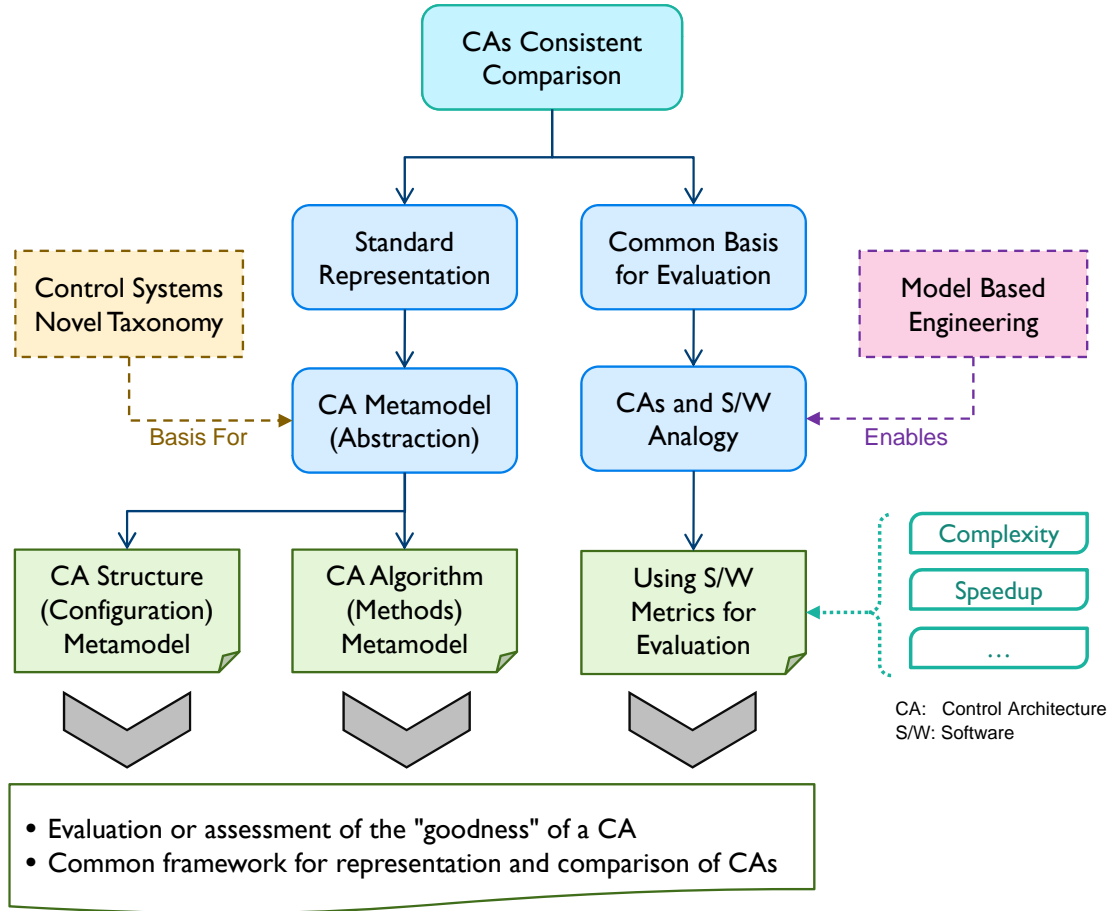 CAs Consistent
Comparison
Standard
Representation
Common Basis
for Evaluation
Control Systems
Novel Taxonomy
Model Based
Engineering
CA Metamodel
(Abstraction)
CAs and S/W
Analogy
Basis For
Enables
CA Structure
(Configuration)
Metamodel
CA Algorithm
(Methods)
Metamodel
Using S/W
Metrics for
Evaluation
Complexity
Speedup
...
CA: Control Architecture
S/W: Software
• Evaluation or assessment of the "goodness" of a CA
• Common framework for representation and comparison of CAs